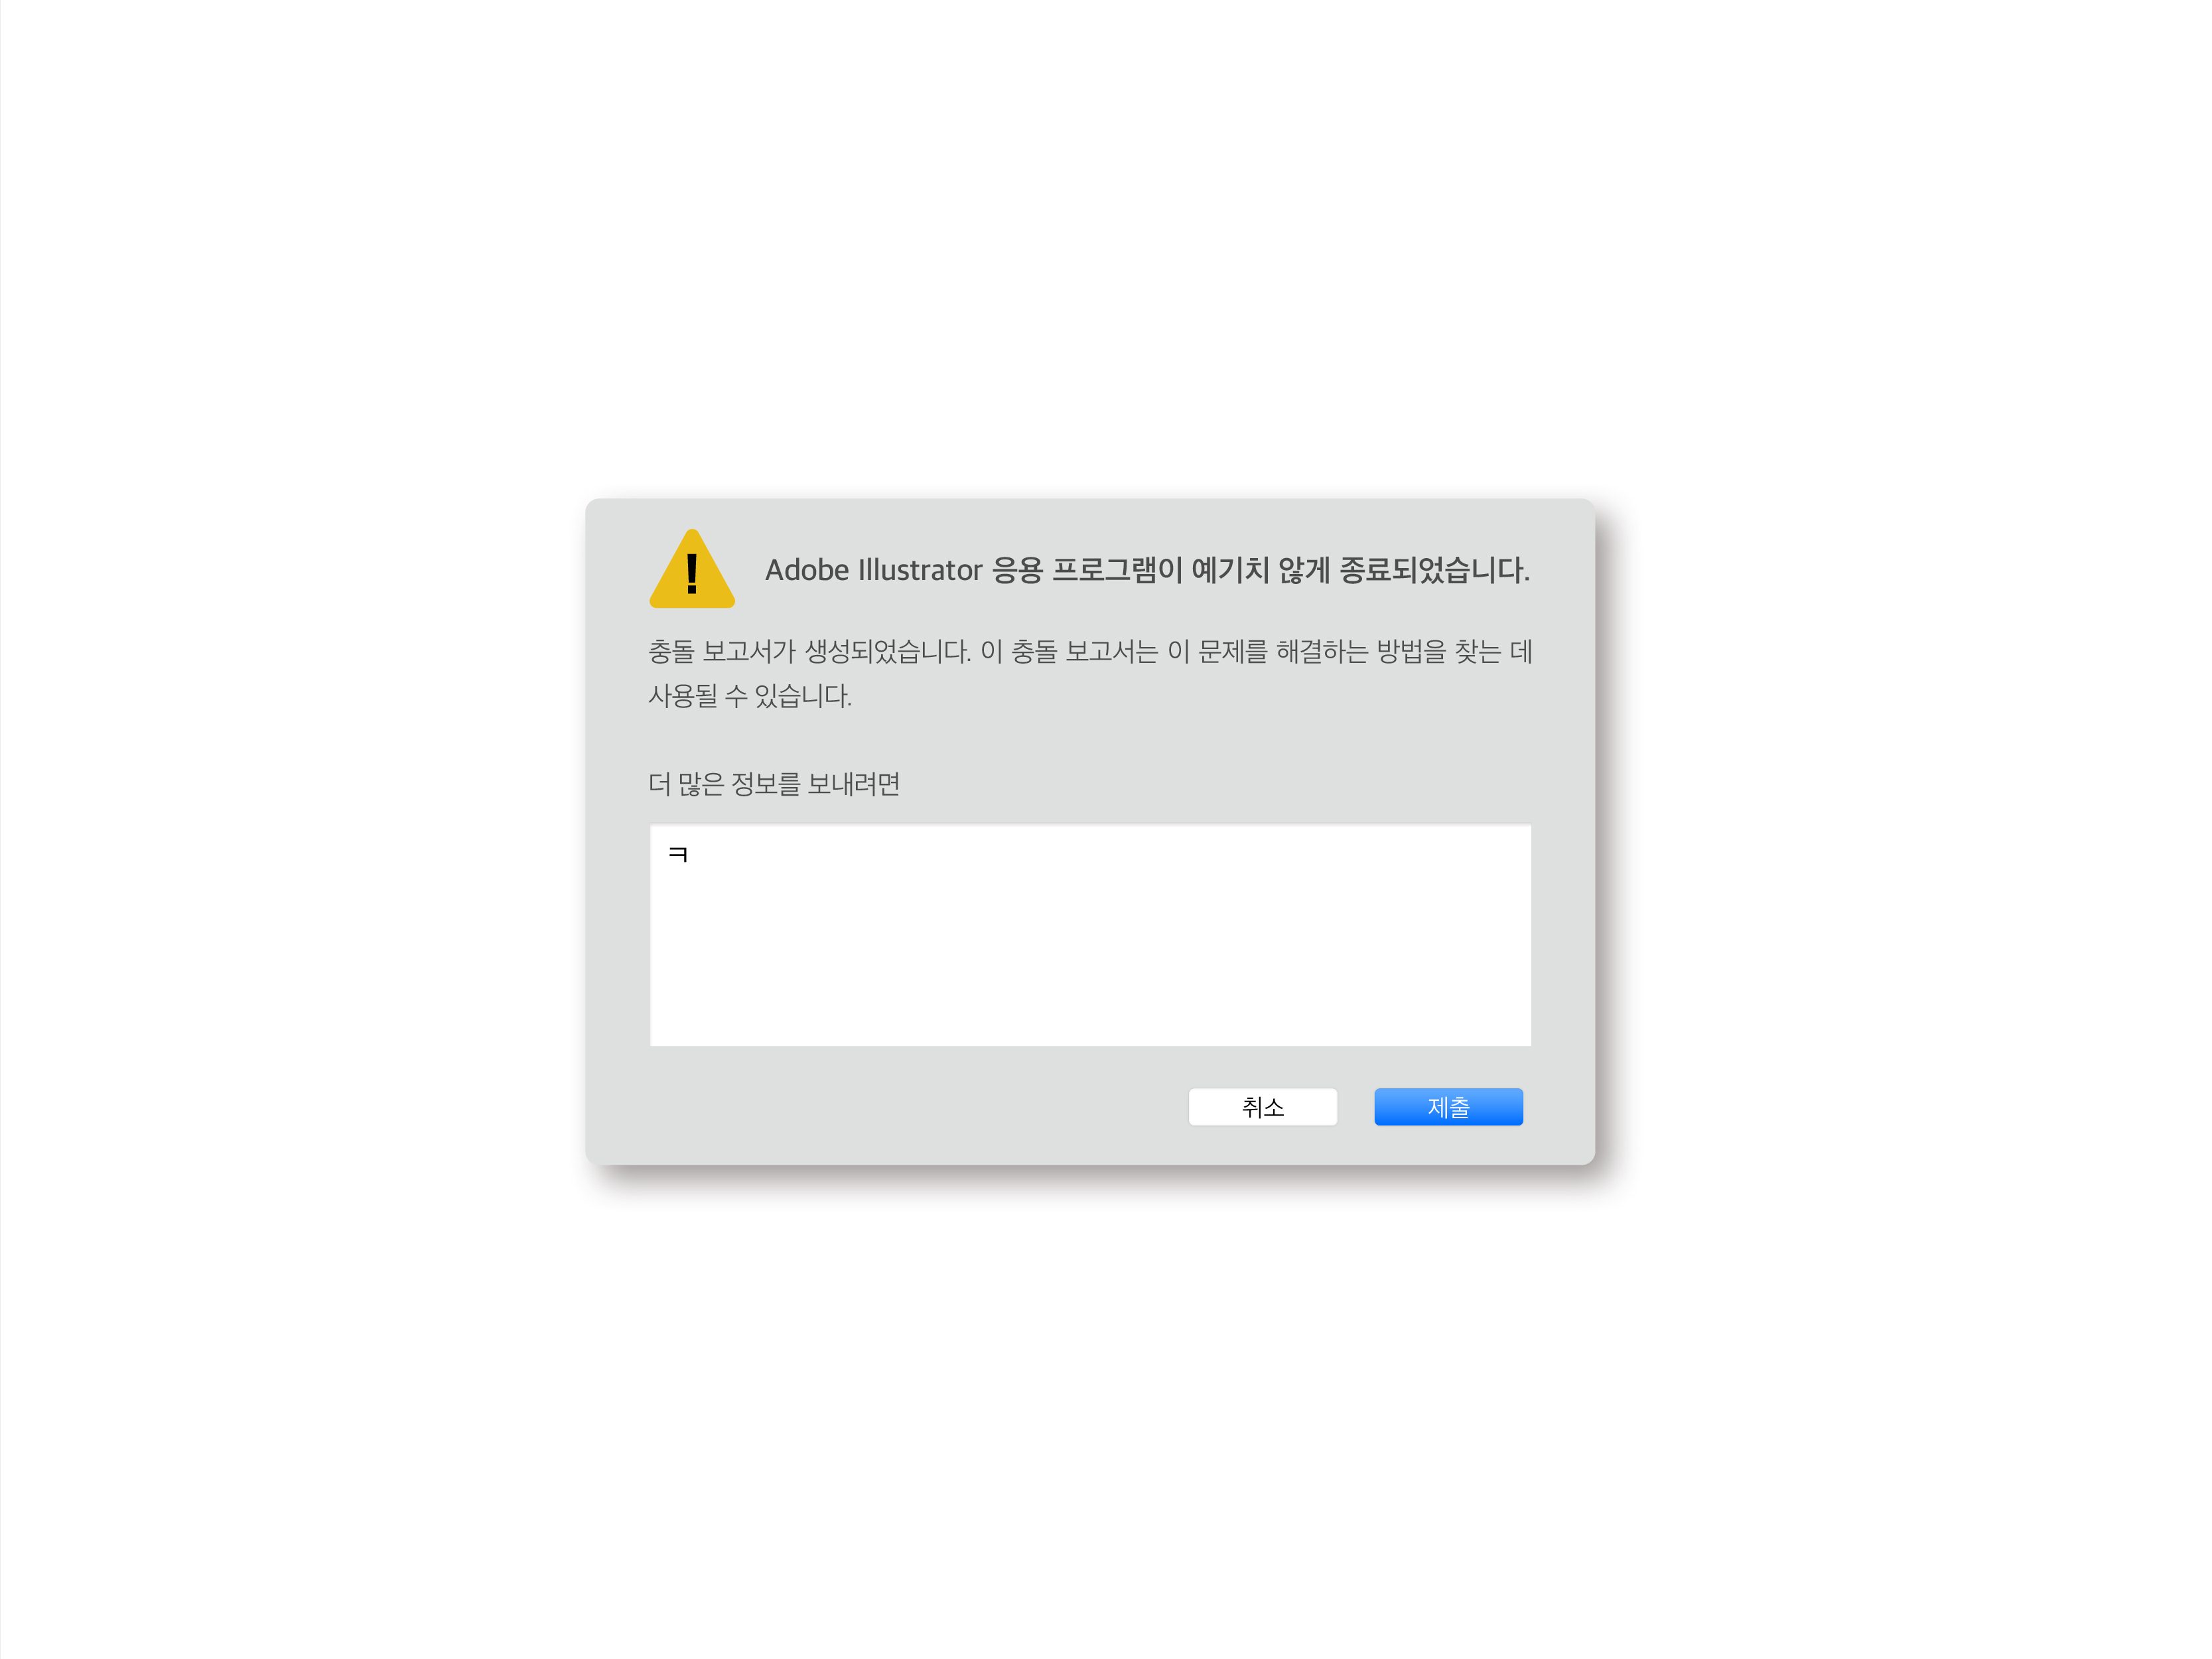 Adobe Illustrator 응용 프로그램이 예기치 않게 종료되었습니다.
충돌 보고서가 생성되었습니다. 이 충돌 보고서는 이 문제를 해결하는 방법을 찾는 데
사용될 수 있습니다.
더 많은 정보를 보내려면
ㅋ
취소
제출